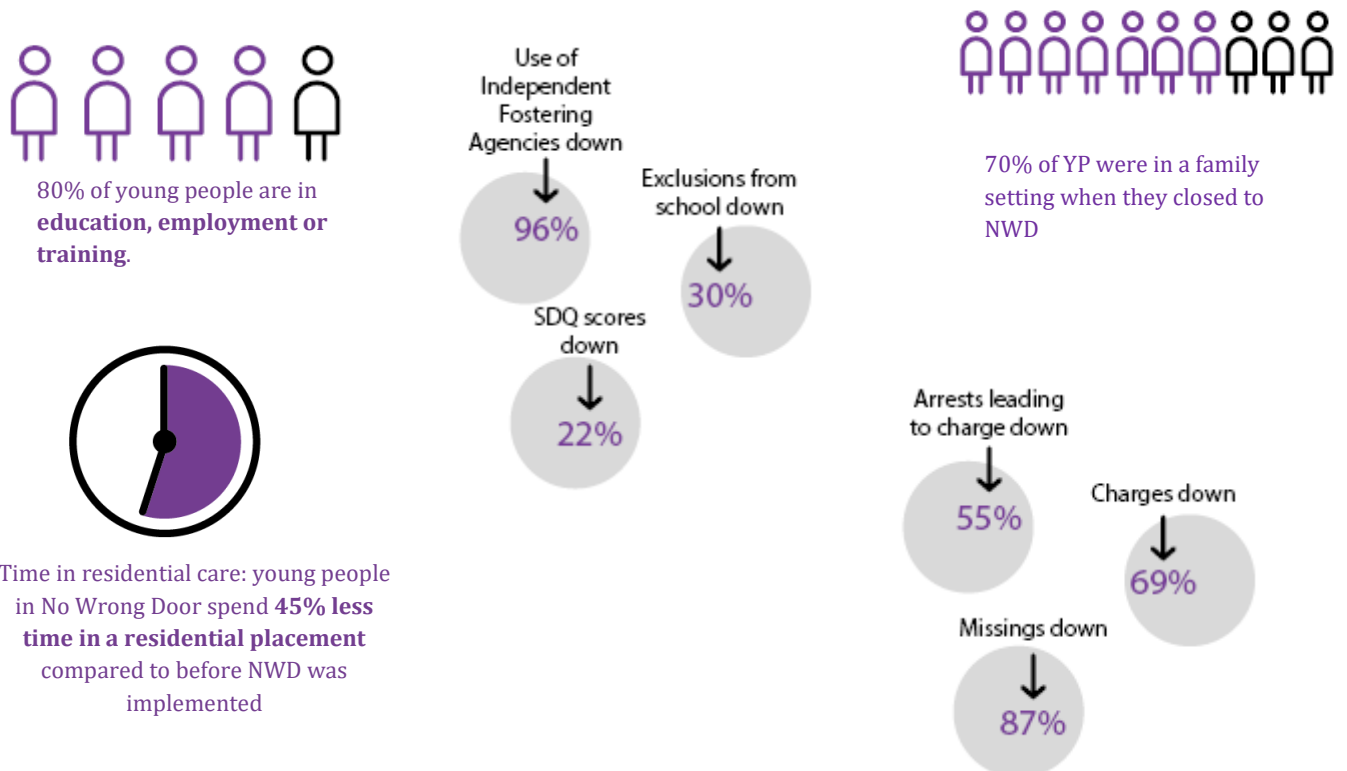 80% of young people are in
education, employment or
training.
Use of
Independent
Fostering
Agencies down
96%
Exclusions from
school down
30%
SDQ scores
down
22%
70% of YP were in a family
setting when they closed to
NWD
Time in residential care: young people
in No Wrong Door spend 45% less
time in a residential placement
compared to before NWD was
implemented
Arrests leading
to charge down
55%
Charges down
69%
Missings down
87%